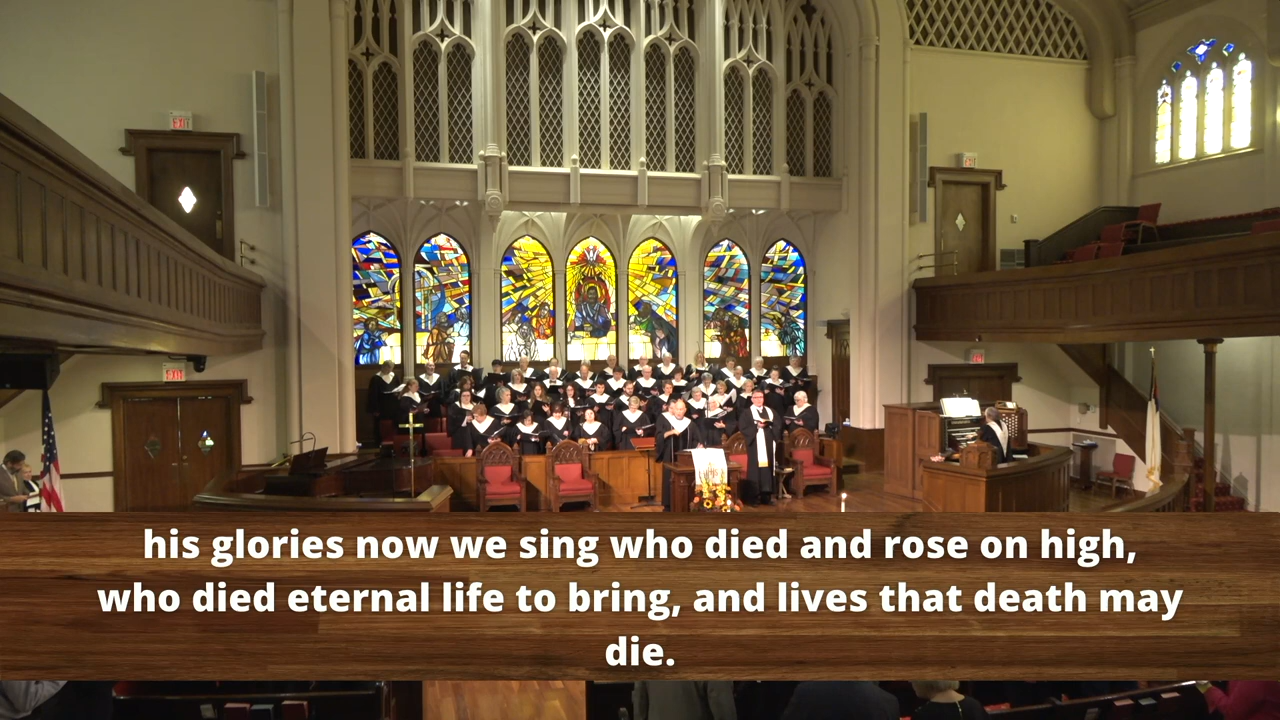 EXIT
EXIT
EXIT
his glories now we sing who died and rose on high,
who died eternal life to bring, and lives that death may
die.